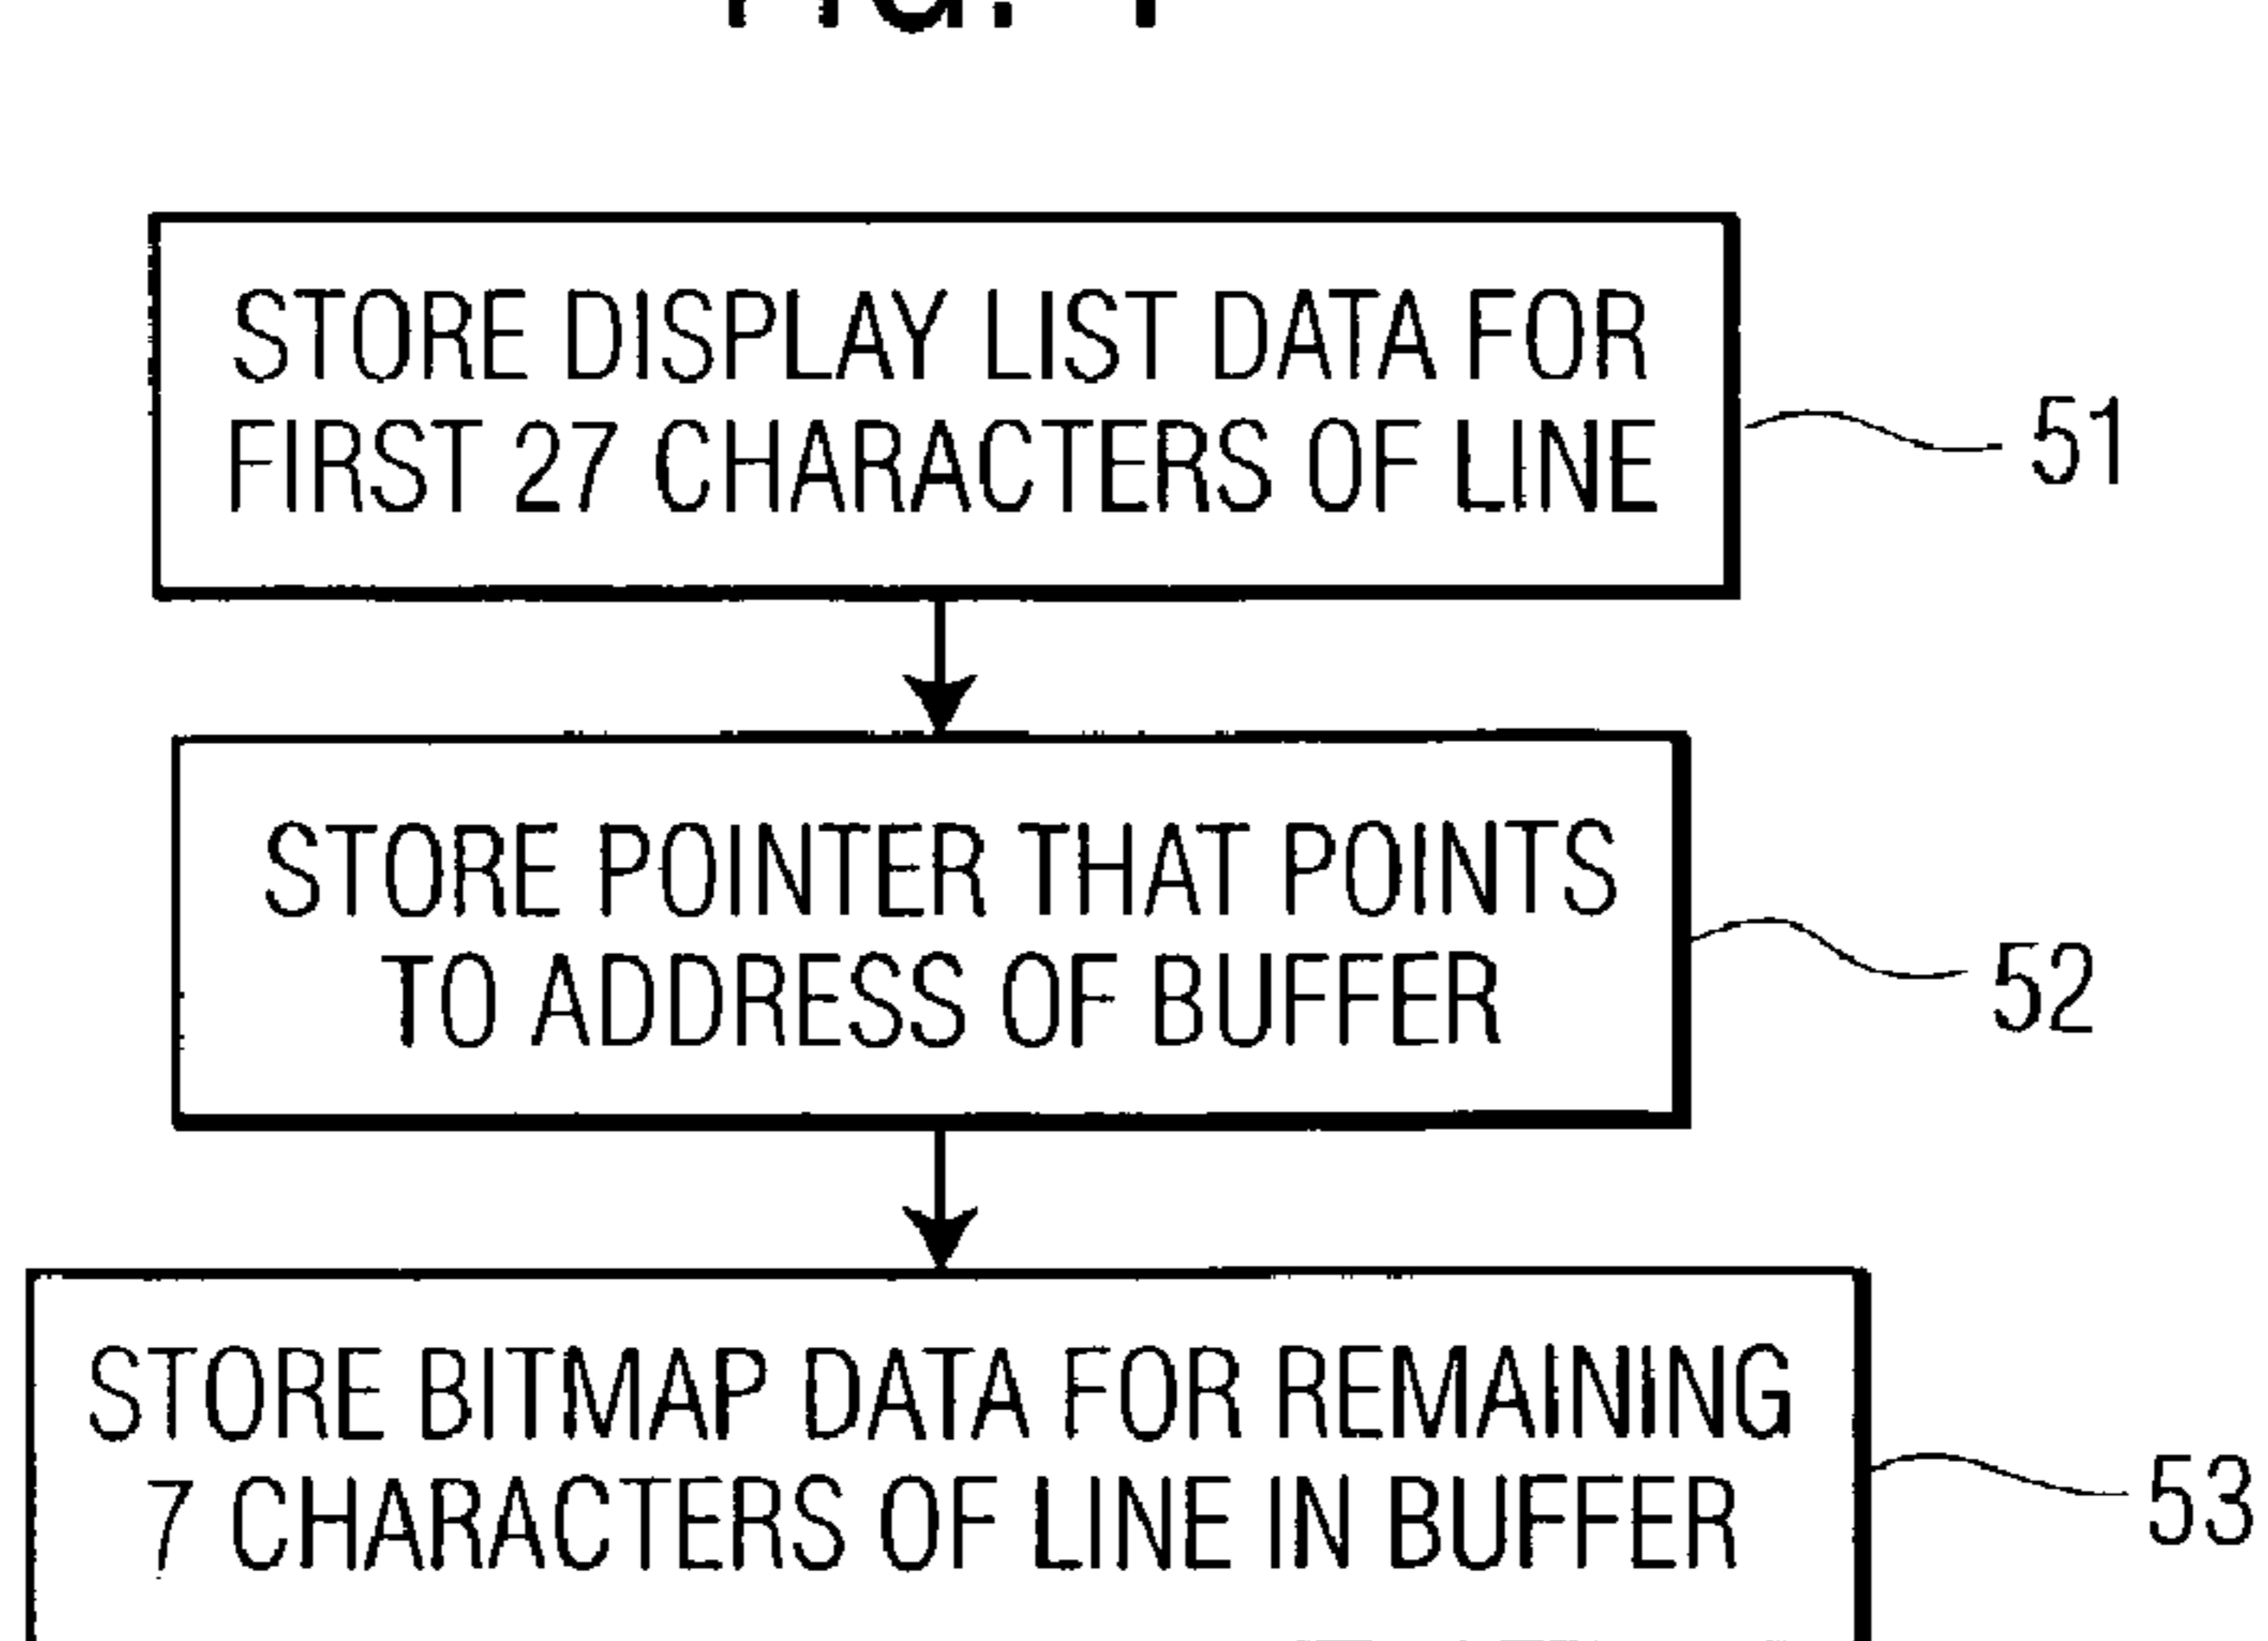 STORE DISPLAY LIST DATA FOR
FIRST 27 CHARACTERS OF LINE
51
STORE POINTER THAT POINTS
TO ADDRESS OF BUFFER
52
STORE BITMAP DATA FOR REMAINING
7 CHARACTERS OF LINE IN BUFFER
53